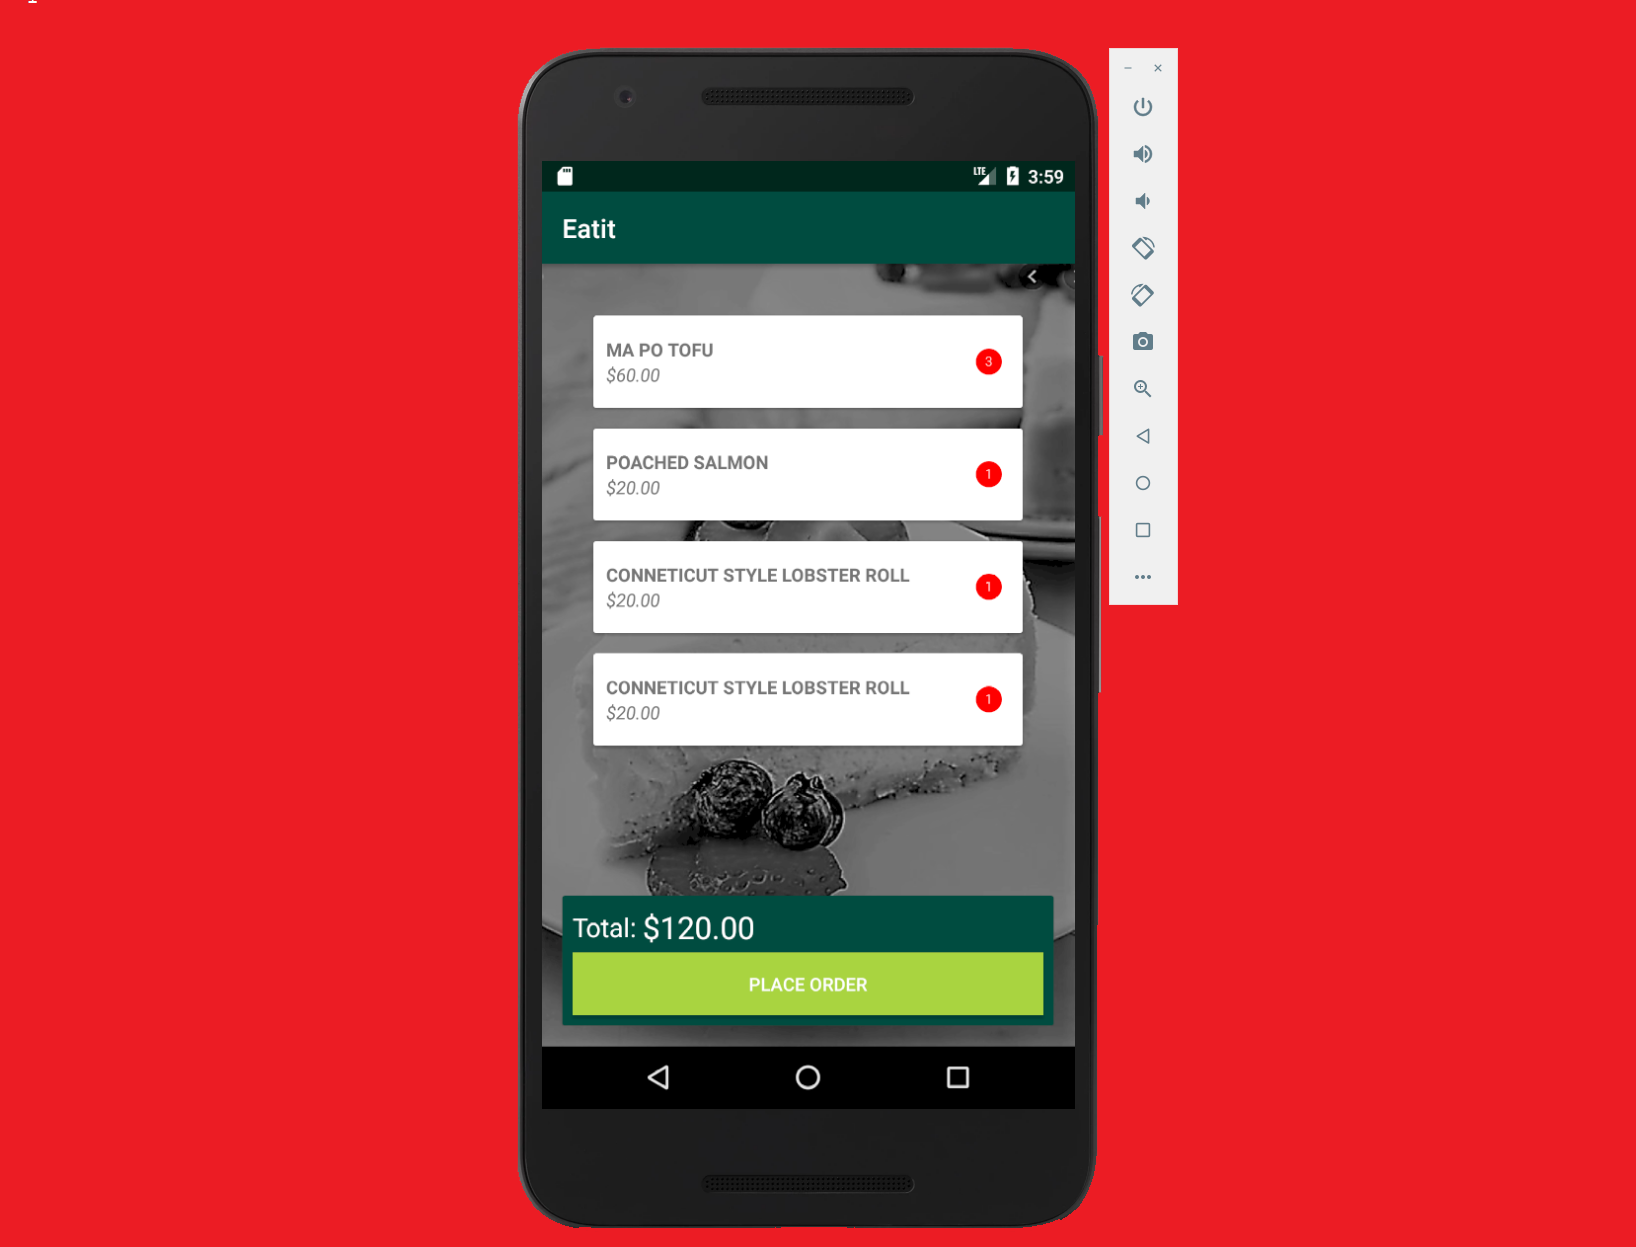 LTE 3:59
Eatit
MA PO TOFU
$60.00
3
POACHED SALMON
$20.00
1
CONNETICUT STYLE LOBSTER ROLL
$20.00
1
CONNETICUT STYLE LOBSTER ROLL
$20.00
1
Total: $120.00
PLACE ORDER